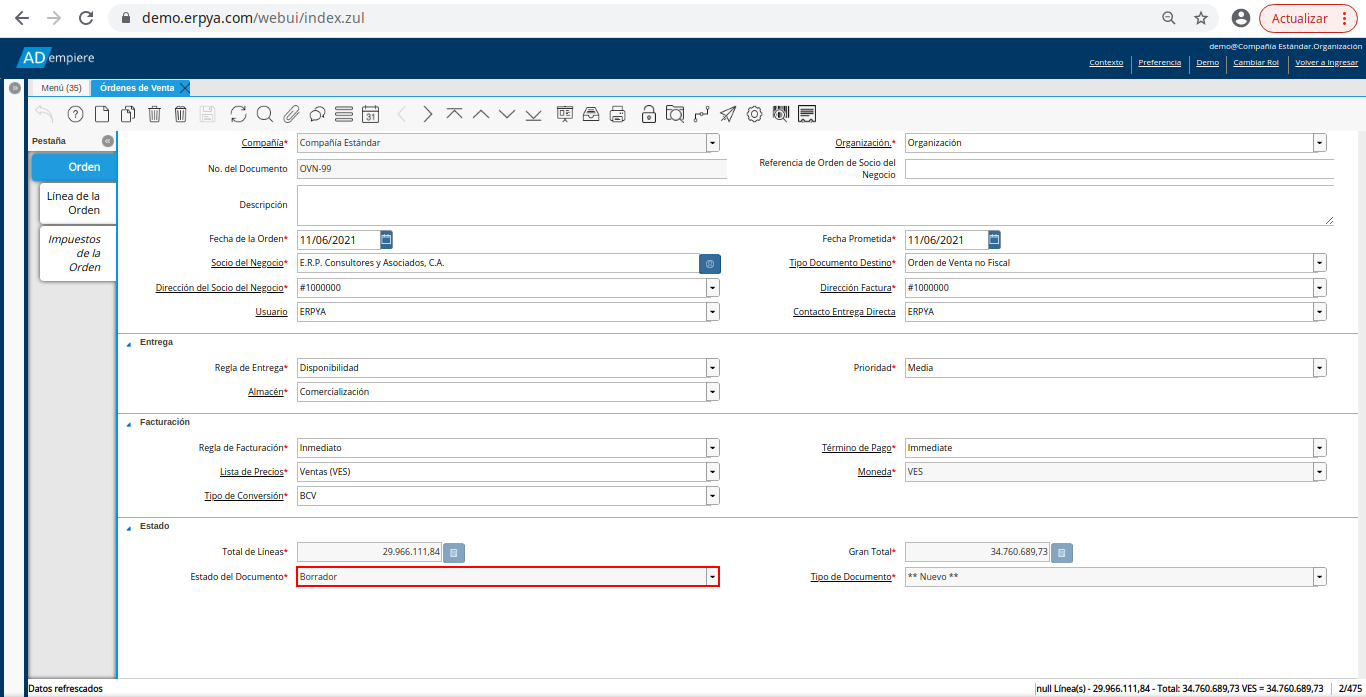 demo.erpya.com/webui/index.zul
Actualizar
ADempiere
demo@Compañía Estándar.Organización
Contexto Preferencia Demo Cambiar Rol Volver a Ingresar
Menú (35) Órdenes de Venta
31
Pestaña
Orden
Línea de la
Orden
Impuestos
de la
Orden
Compañía* Compañía Estándar Organización.* Organización
No. del Documento OVN-99 Referencia de Orden de Socio del
Negocio
Descripción
Fecha de la Orden* 11/06/2021 Fecha Prometida* 11/06/2021
Socio del Negocio* E.R.P. Consultores y Asociados, C.A. Tipo Documento Destino* Orden de Venta no Fiscal
Dirección del Socio del Negocio* #1000000 Dirección Factura* #1000000
Usuario ERPYA Contacto Entrega Directa ERPYA
Entrega
Regla de Entrega* Disponibilidad Prioridad* Media
Almacén* Comercialización
Facturación
Regla de Facturación* Inmediato Término de Pago* Immediate
Lista de Precios* Ventas (VES) Moneda* VES
Tipo de Conversión* BCV
Estado
Total de Líneas* 29.966.111,84 Gran Total* 34.760.689,73
Estado del Documento* Borrador Tipo de Documento* ** Nuevo **
Datos refrescados null Línea(s) - 29.966.111,84 - Total: 34.760.689,73 VES = 34.760.689,73 2/475